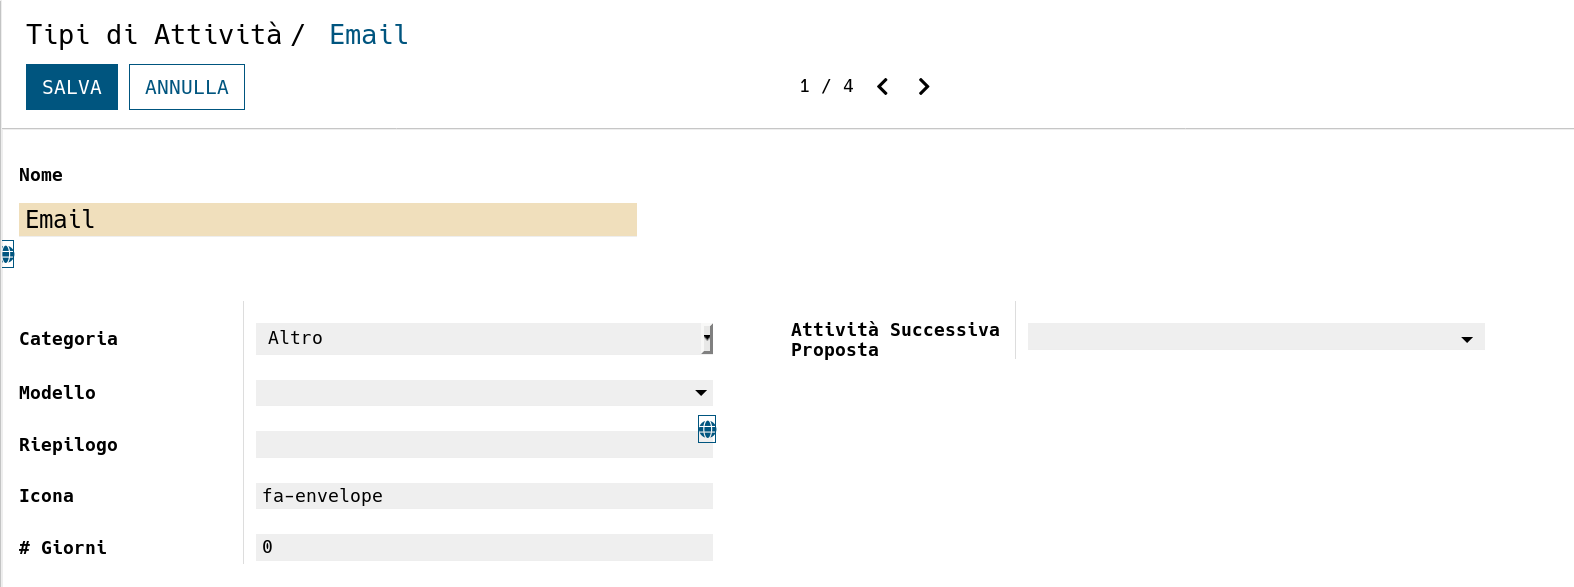 Tipi di Attività / Email
SALVA ANNULLA 1 / 4
Nome
Email
Categoria Altro
Attività Successiva
Proposta
Modello
Riepilogo
Icona fa-envelope
# Giorni 0